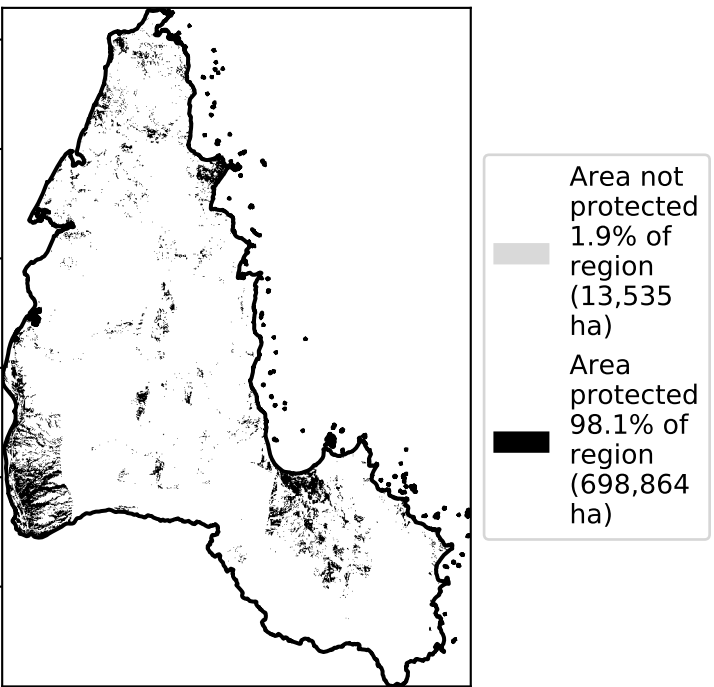 Area not
protected
1.9% of
region
(13,535
ha)
Area
protected
98.1% of
region
(698,864
ha)